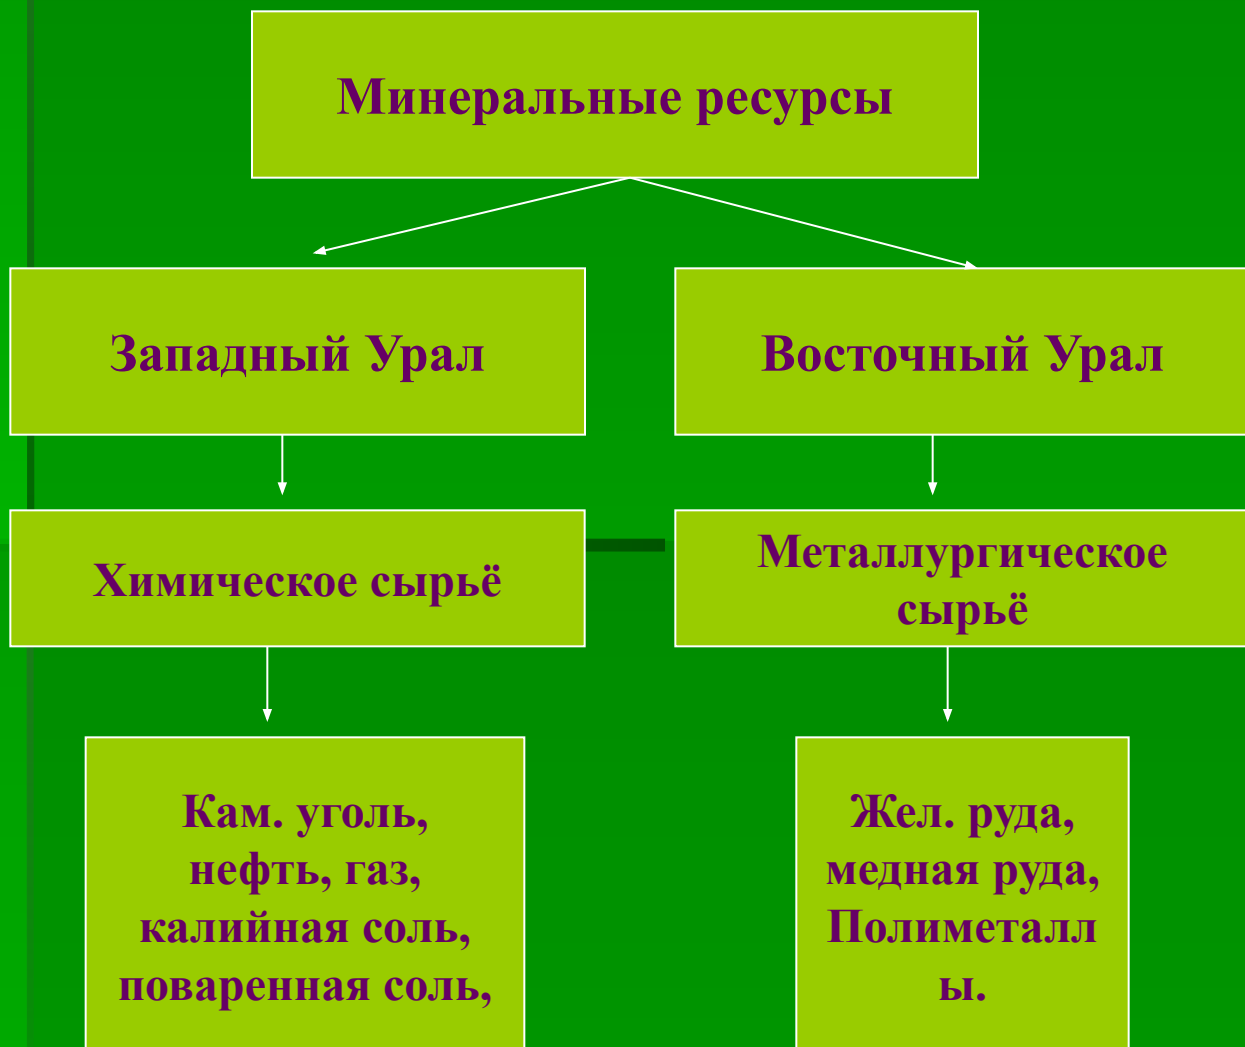 Минеральные ресурсы
Западный Урал
Восточный Урал
Химическое сырьё
Металлургическое
сырьё
Кам. уголь,
нефть, газ,
калийная соль,
поваренная соль,
Жел. руда,
медная руда,
Полиметалл
ы.